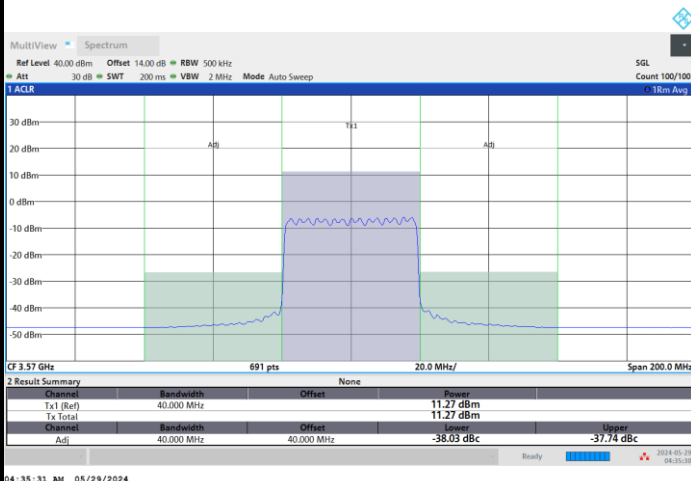 MultiView Spectrum
Ref Level 40.00 dBm Offset 14.00 dB RBW 500 kHz SGL
Att 30 dB SWT 200 ms VBW 2 MHz Mode Auto Sweep Count 100/100
1 ACLR 1Rm Avg
30 dBm
Tx1
20 dBm
Adj Adj
10 dBm
0 dBm
-10 dBm
-20 dBm
-30 dBm
-40 dBm
-50 dBm
CF 3.57 GHz 691 pts 20.0 MHz/ Span 200.0 MHz
2 Result Summary None
Channel Bandwidth Offset Power
Tx1 (Ref) 40.000 MHz 11.27 dBm
Tx Total 11.27 dBm
Channel Bandwidth Offset Lower Upper
Adj 40.000 MHz 40.000 MHz -38.03 dBc -37.74 dBc
Ready 2024-05-29
04:35:30
04:35:31 AM 05/29/2024